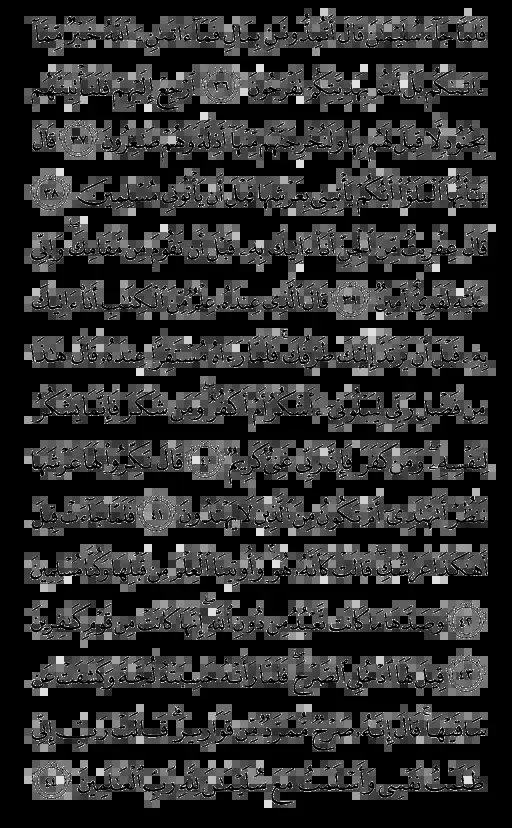 فَلَمَّا جَآءَ سُلَيْمَٰنَ قَالَ أَتُمِدُّونَنِ بِمَالٍ فَمَآ ءَاتَىٰنِۦَ ٱللَّهُ خَيْرٌ مِّمَّآ
ءَاتَىٰكُم بَلْ أَنتُم بِهَدِيَّتِكُمْ تَفْرَحُونَ ٣٦ ٱرْجِعْ إِلَيْهِمْ فَلَنَأْتِيَنَّهُم
بِجُنُودٍ لَّا قِبَلَ لَهُم بِهَا وَلَنُخْرِجَنَّهُم مِّنْهَآ أَذِلَّةً وَهُمْ صَٰغِرُونَ ٣٧ قَالَ
يَٰٓأَيُّهَا ٱلْمَلَؤُا۟ أَيُّكُمْ يَأْتِينِى بِعَرْشِهَا قَبْلَ أَن يَأْتُونِى مُسْلِمِينَ ٣٨
قَالَ عِفْرِيتٌ مِّنَ ٱلْجِنِّ أَنَا۠ ءَاتِيكَ بِهِۦ قَبْلَ أَن تَقُومَ مِن مَّقَامِكَ وَإِنِّى
عَلَيْهِ لَقَوِىٌّ أَمِينٌ ٣٩ قَالَ ٱلَّذِى عِندَهُۥ عِلْمٌ مِّنَ ٱلْكِتَٰبِ أَنَا۠ ءَاتِيكَ
بِهِۦ قَبْلَ أَن يَرْتَدَّ إِلَيْكَ طَرْفُكَ فَلَمَّا رَءَاهُ مُسْتَقِرًّا عِندَهُۥ قَالَ هَٰذَا
مِن فَضْلِ رَبِّى لِيَبْلُوَنِىٓ ءَأَشْكُرُ أَمْ أَكْفُرُ وَمَن شَكَرَ فَإِنَّمَا يَشْكُرُ
لِنَفْسِهِۦ وَمَن كَفَرَ فَإِنَّ رَبِّى غَنِىٌّ كَرِيمٌ ٤٠ قَالَ نَكِّرُوا۟ لَهَا عَرْشَهَا
نَنظُرْ أَتَهْتَدِىٓ أَمْ تَكُونُ مِنَ ٱلَّذِينَ لَا يَهْتَدُونَ ٤١ فَلَمَّا جَآءَتْ قِيلَ
أَهَٰكَذَا عَرْشُكِ قَالَتْ كَأَنَّهُۥ هُوَ وَأُوتِينَا ٱلْعِلْمَ مِن قَبْلِهَا وَكُنَّا مُسْلِمِينَ
٤٢ وَصَدَّهَا مَا كَانَت تَّعْبُدُ مِن دُونِ ٱللَّهِ إِنَّهَا كَانَتْ مِن قَوْمٍ كَٰفِرِينَ
٤٣ قِيلَ لَهَا ٱدْخُلِى ٱلصَّرْحَ فَلَمَّا رَأَتْهُ حَسِبَتْهُ لُجَّةً وَكَشَفَتْ عَن
سَاقَيْهَا قَالَ إِنَّهُۥ صَرْحٌ مُّمَرَّدٌ مِّن قَوَارِيرَ قَالَتْ رَبِّ إِنِّى
ظَلَمْتُ نَفْسِى وَأَسْلَمْتُ مَعَ سُلَيْمَٰنَ لِلَّهِ رَبِّ ٱلْعَٰلَمِينَ ٤٤